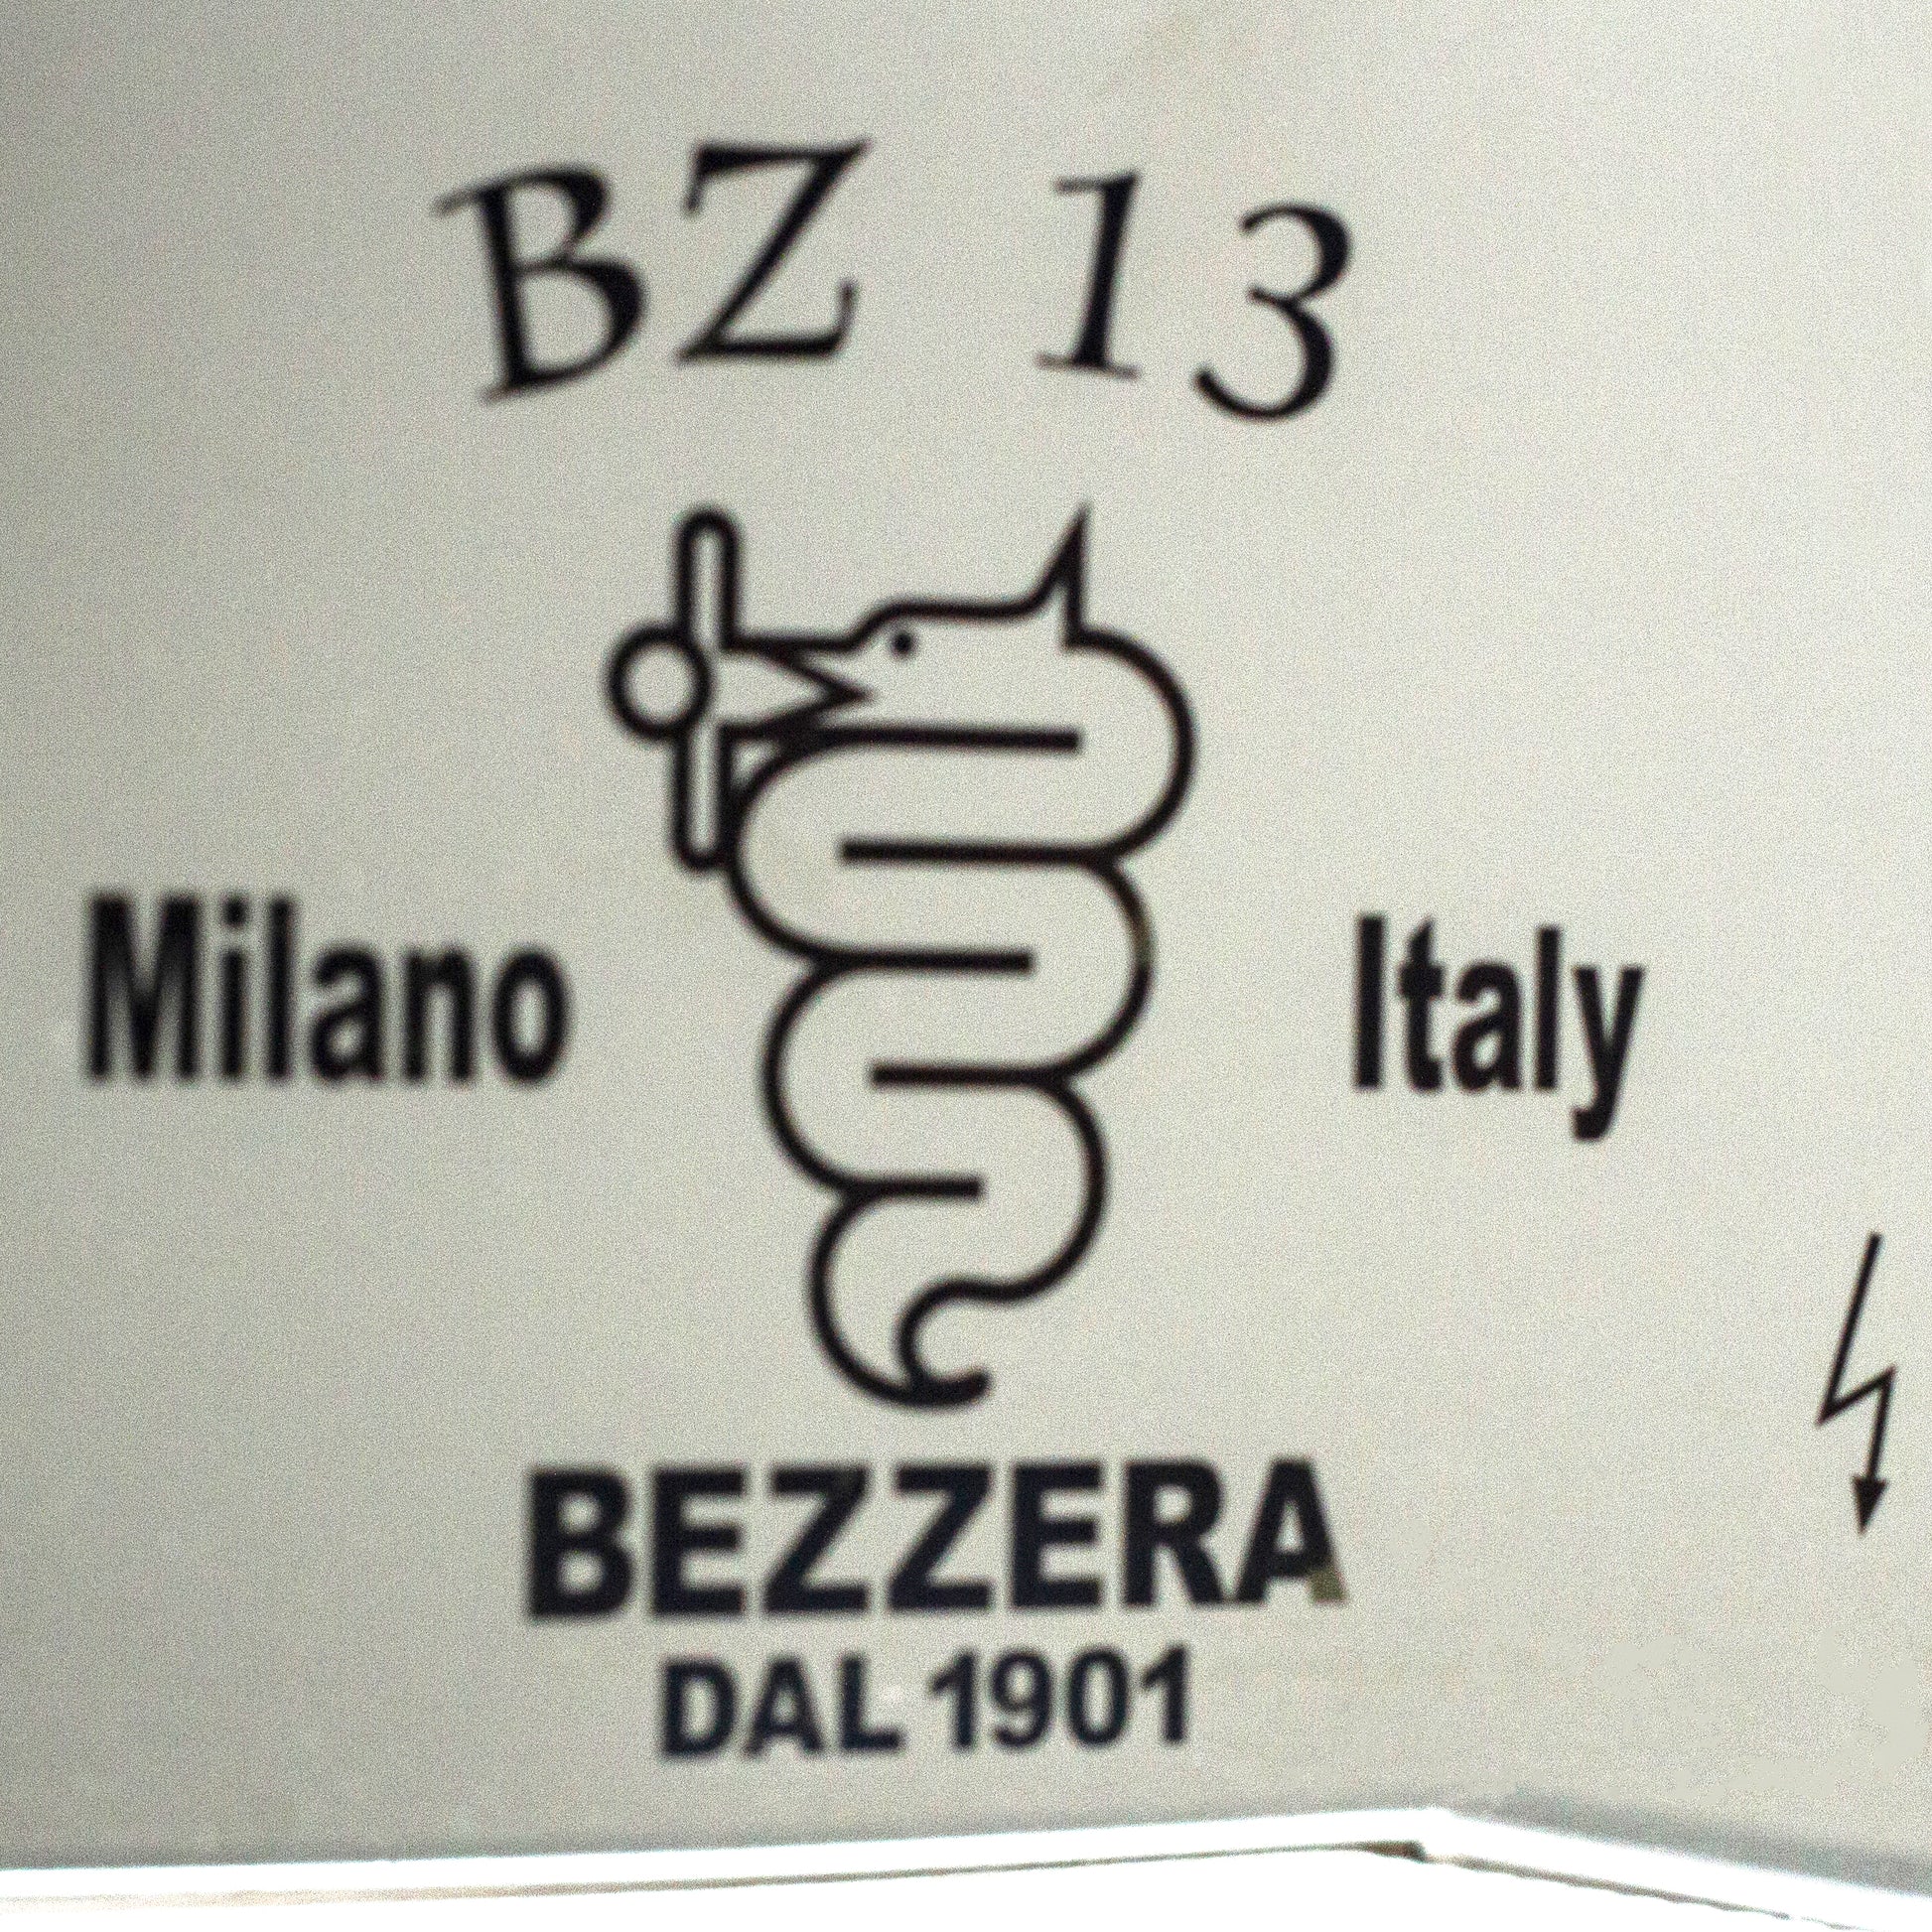 BZ 13
Milano Italy
BEZZERA
DAL 1901